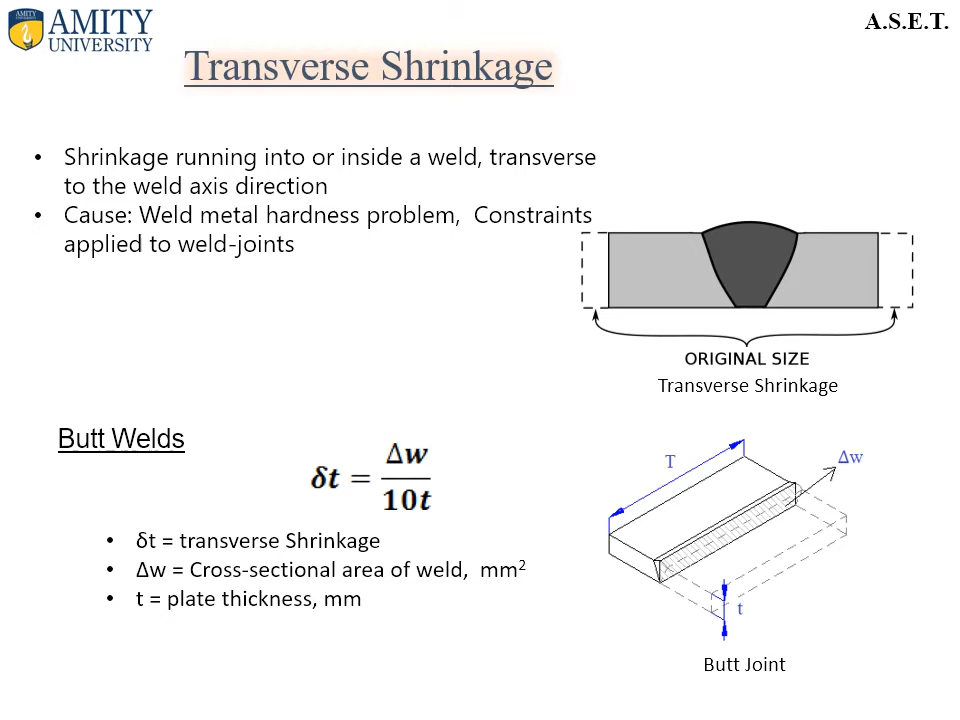 AMITY
AMITY
UNIVERSITY
A.S.E.T.
Transverse Shrinkage
• Shrinkage running into or inside a weld, transverse
to the weld axis direction
• Cause: Weld metal hardness problem, Constraints
applied to weld-joints
ORIGINAL SIZE
Transverse Shrinkage
Butt Welds
δt = Δw / 10t
• δt = transverse Shrinkage
• Δw = Cross-sectional area of weld, mm²
• t = plate thickness, mm
T
Δw
t
Butt Joint